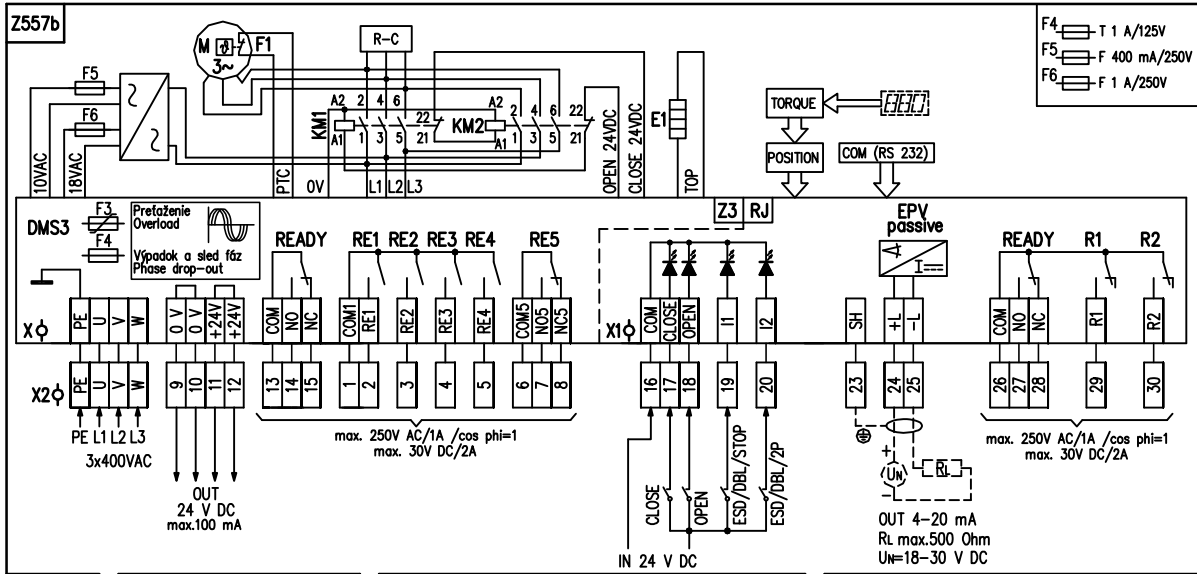 Z557b
F4 T 1 A/125V
F5 F 400 mA/250V
F6 F 1 A/250V
M ϑ F1
3~
R-C
F5
F6
KM1 A2 2 4 6 22
A1 1 3 5 21
KM2 A2 2 4 6 22
A1 1 3 5 21
E1
TORQUE
POSITION
COM (RS 232)
10VAC
18VAC
PTC
0V
L1 L2 L3
OPEN 24VDC
CLOSE 24VDC
TOP
DMS3
F3
F4
Preťaženie
Overload
Výpadok a sled fáz
Phase drop-out
READY
RE1 RE2 RE3 RE4
RE5
Z3 RJ
EPV
passive
READY
R1
R2
X
PE U V W
0 V 0 V +24V +24V
COM NO NC
COM1 RE1 RE2 RE3 RE4
COM5 NO5 NC5
X1
COM CLOSE OPEN I1 I2
SH +L -L
COM NO NC R1 R2
X2
PE U V W
9 10 11 12
13 14 15
1 2 3 4 5
6 7 8
16 17 18 19 20
23 24 25
26 27 28 29 30
PE L1 L2 L3
3x400VAC
OUT
24 V DC
max.100 mA
max. 250V AC/1A /cos phi=1
max. 30V DC/2A
CLOSE
OPEN
ESD/DBL/STOP
ESD/DBL/2P
IN 24 V DC
+
UN
−
RL
OUT 4-20 mA
RL max.500 Ohm
UN=18-30 V DC
max. 250V AC/1A /cos phi=1
max. 30V DC/2A